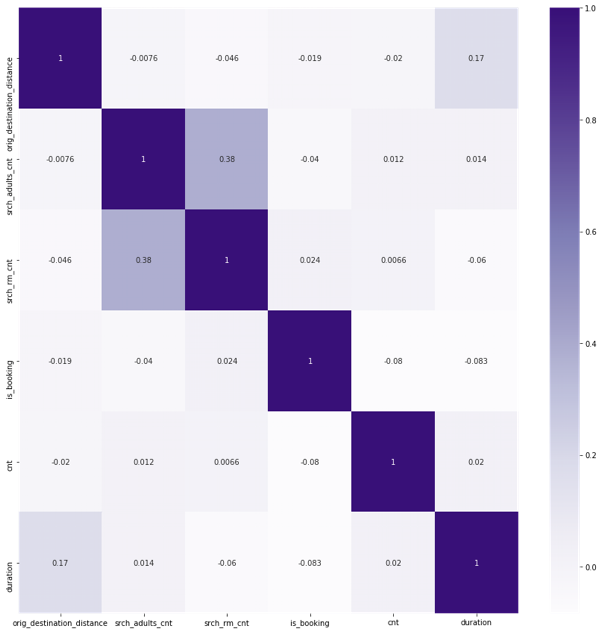 orig_destination_distance 1 -0.0076 -0.046 -0.019 -0.02 0.17
srch_adults_cnt -0.0076 1 0.38 -0.04 0.012 0.014
srch_rm_cnt -0.046 0.38 1 0.024 0.0066 -0.06
is_booking -0.019 -0.04 0.024 1 -0.08 -0.083
cnt -0.02 0.012 0.0066 -0.08 1 0.02
duration 0.17 0.014 -0.06 -0.083 0.02 1
orig_destination_distance srch_adults_cnt srch_rm_cnt is_booking cnt duration
1.0
0.8
0.6
0.4
0.2
0.0